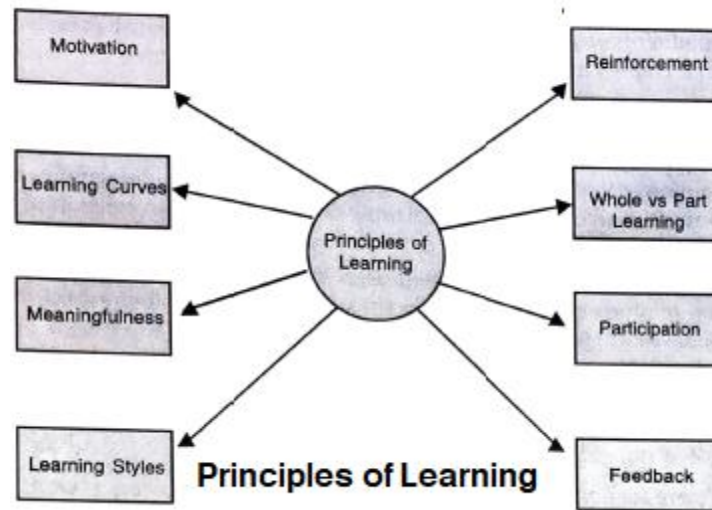 Motivation
Reinforcement
Learning Curves
Whole vs Part
Learning
Principles of
Learning
Meaningfulness
Participation
Learning Styles
Principles of Learning
Feedback